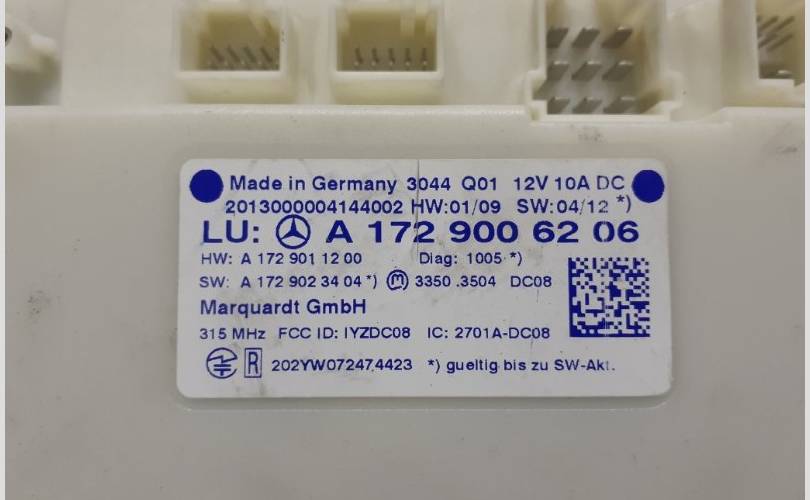 Made in Germany 3044 Q01 12V 10A DC
2013000004144002 HW:01/09 SW:04/12 *)
LU: A 172 900 62 06
HW: A 172 901 12 00 Diag: 1005 *)
SW: A 172 902 34 04 *) m 3350 .3504 DC08
Marquardt GmbH
315 MHz FCC ID: IYZDC08 IC: 2701A-DC08
R 202YW072474423 *) gueltig bis zu SW-Akt.